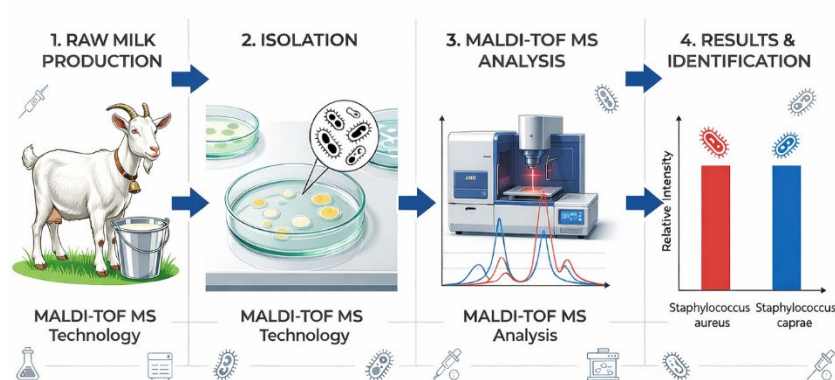 1. RAW MILK
PRODUCTION
2. ISOLATION
3. MALDI-TOF MS
ANALYSIS
4. RESULTS &
IDENTIFICATION
Relative Intensity
Staphylococcus
aureus
Staphylococcus
caprae
MALDI-TOF MS
Technology
MALDI-TOF MS
Technology
MALDI-TOF MS
Analysis